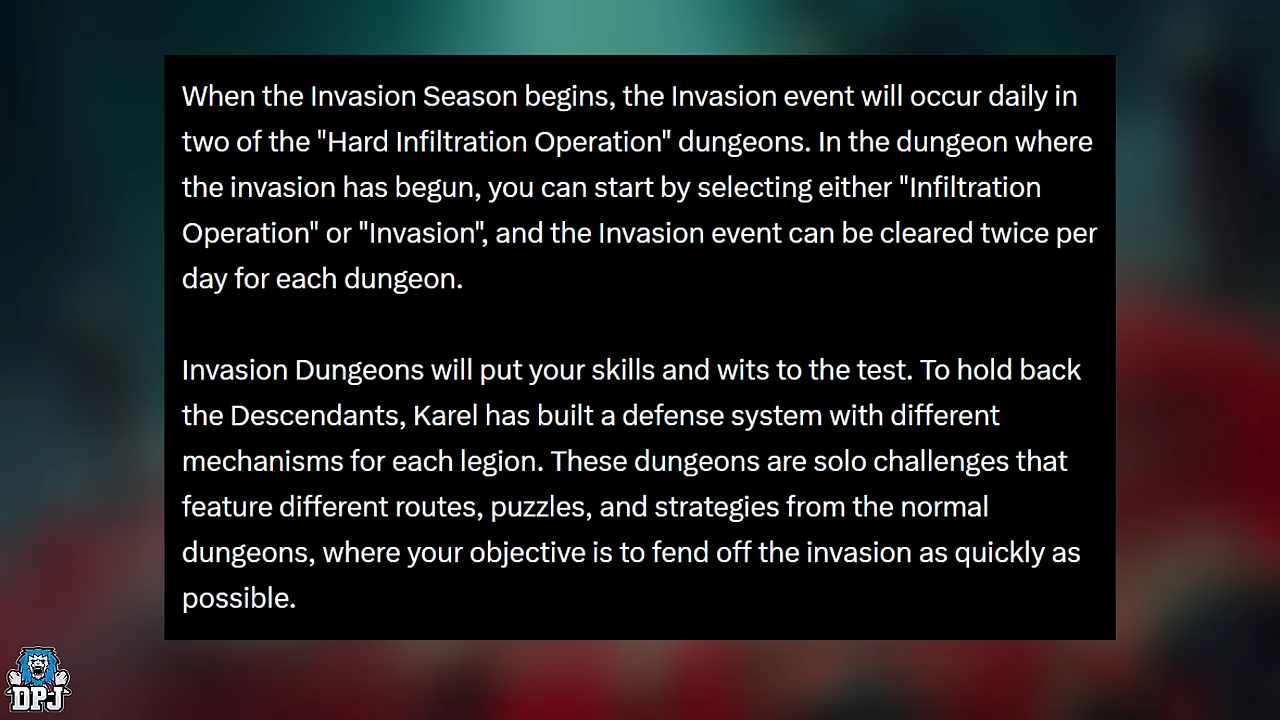 When the Invasion Season begins, the Invasion event will occur daily in
two of the "Hard Infiltration Operation" dungeons. In the dungeon where
the invasion has begun, you can start by selecting either "Infiltration
Operation" or "Invasion", and the Invasion event can be cleared twice per
day for each dungeon.
Invasion Dungeons will put your skills and wits to the test. To hold back
the Descendants, Karel has built a defense system with different
mechanisms for each legion. These dungeons are solo challenges that
feature different routes, puzzles, and strategies from the normal
dungeons, where your objective is to fend off the invasion as quickly as
possible.
DPJ